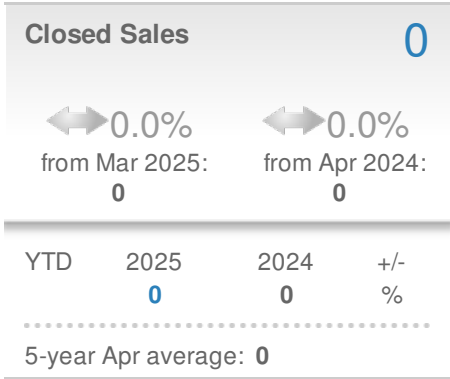 Closed Sales 0
0.0% 0.0%
from Mar 2025: from Apr 2024:
0 0
YTD 2025 2024 +/-
0 0 %
5-year Apr average: 0